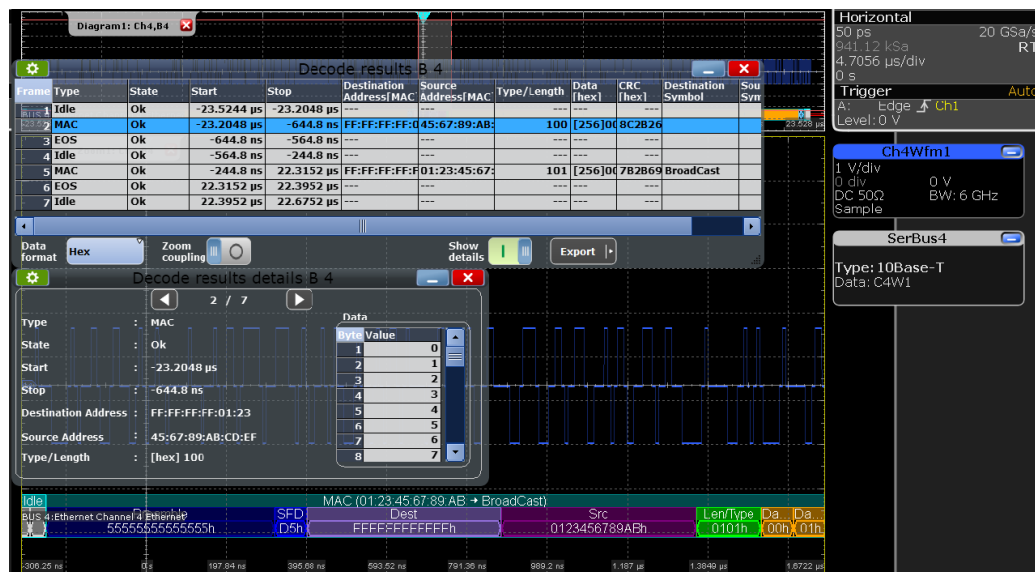 Diagram1: Ch4,B4
Decode results B 4
Frame Type State Start Stop Destination Address[MAC] Source Address[MAC] Type/Length Data [hex] CRC [hex] Destination Symbol Sou Sym
1 Idle Ok -23.5244 µs -23.2048 µs --- --- --- --- ---
2 MAC Ok -23.2048 µs -644.8 ns FF:FF:FF:FF:0 45:67:89:AB: 100 [256]00 8C2B26
3 EOS Ok -644.8 ns -564.8 ns --- --- --- --- ---
4 Idle Ok -564.8 ns -244.8 ns --- --- --- --- ---
5 MAC Ok -244.8 ns 22.3152 µs FF:FF:FF:FF:F 01:23:45:67: 101 [256]00 7B2B69 BroadCast
6 EOS Ok 22.3152 µs 22.3952 µs --- --- --- --- ---
7 Idle Ok 22.3952 µs 22.6752 µs --- --- --- --- ---
23.528 µs
Data format Hex Zoom coupling Show details Export
Decode results details B 4
2 / 7
Type : MAC
State : Ok
Start : -23.2048 µs
Stop : -644.8 ns
Destination Address : FF:FF:FF:FF:01:23
Source Address : 45:67:89:AB:CD:EF
Type/Length : [hex] 100
Data
Byte Value
1 0
2 1
3 2
4 3
5 4
6 5
7 6
8 7
Idle MAC (01:23:45:67:89:AB → BroadCast)
BUS 4:Ethernet Channel 4 Ethernet
SFD Dest Src Len/Type Da... Da...
55555555555555h D5h FFFFFFFFFFFFh 0123456789ABh 0101h 00h 01h
-306.25 ns 0 s 197.84 ns 395.68 ns 593.52 ns 791.36 ns 989.2 ns 1.187 µs 1.3849 µs 1.6722 µs
Horizontal
50 ps 20 GSa/s
941.12 kSa RT
4.7056 µs/div
0 s
Trigger Auto
A: Edge Ch1
Level: 0 V
Ch4Wfm1
1 V/div
0 div 0 V
DC 50Ω BW: 6 GHz
Sample
SerBus4
Type: 10Base-T
Data: C4W1